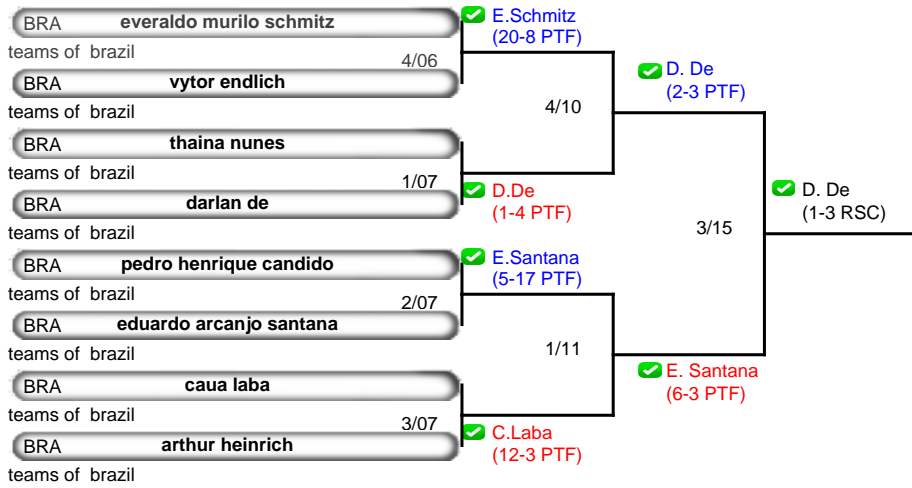 BRA everaldo murilo schmitz
teams of brazil
4/06
BRA vytor endlich
teams of brazil
E.Schmitz
(20-8 PTF)
BRA thaina nunes
teams of brazil
1/07
BRA darlan de
teams of brazil
D.De
(1-4 PTF)
4/10
D. De
(2-3 PTF)
BRA pedro henrique candido
teams of brazil
2/07
BRA eduardo arcanjo santana
teams of brazil
E.Santana
(5-17 PTF)
BRA caua laba
teams of brazil
3/07
BRA arthur heinrich
teams of brazil
C.Laba
(12-3 PTF)
1/11
E. Santana
(6-3 PTF)
3/15
D. De
(1-3 RSC)